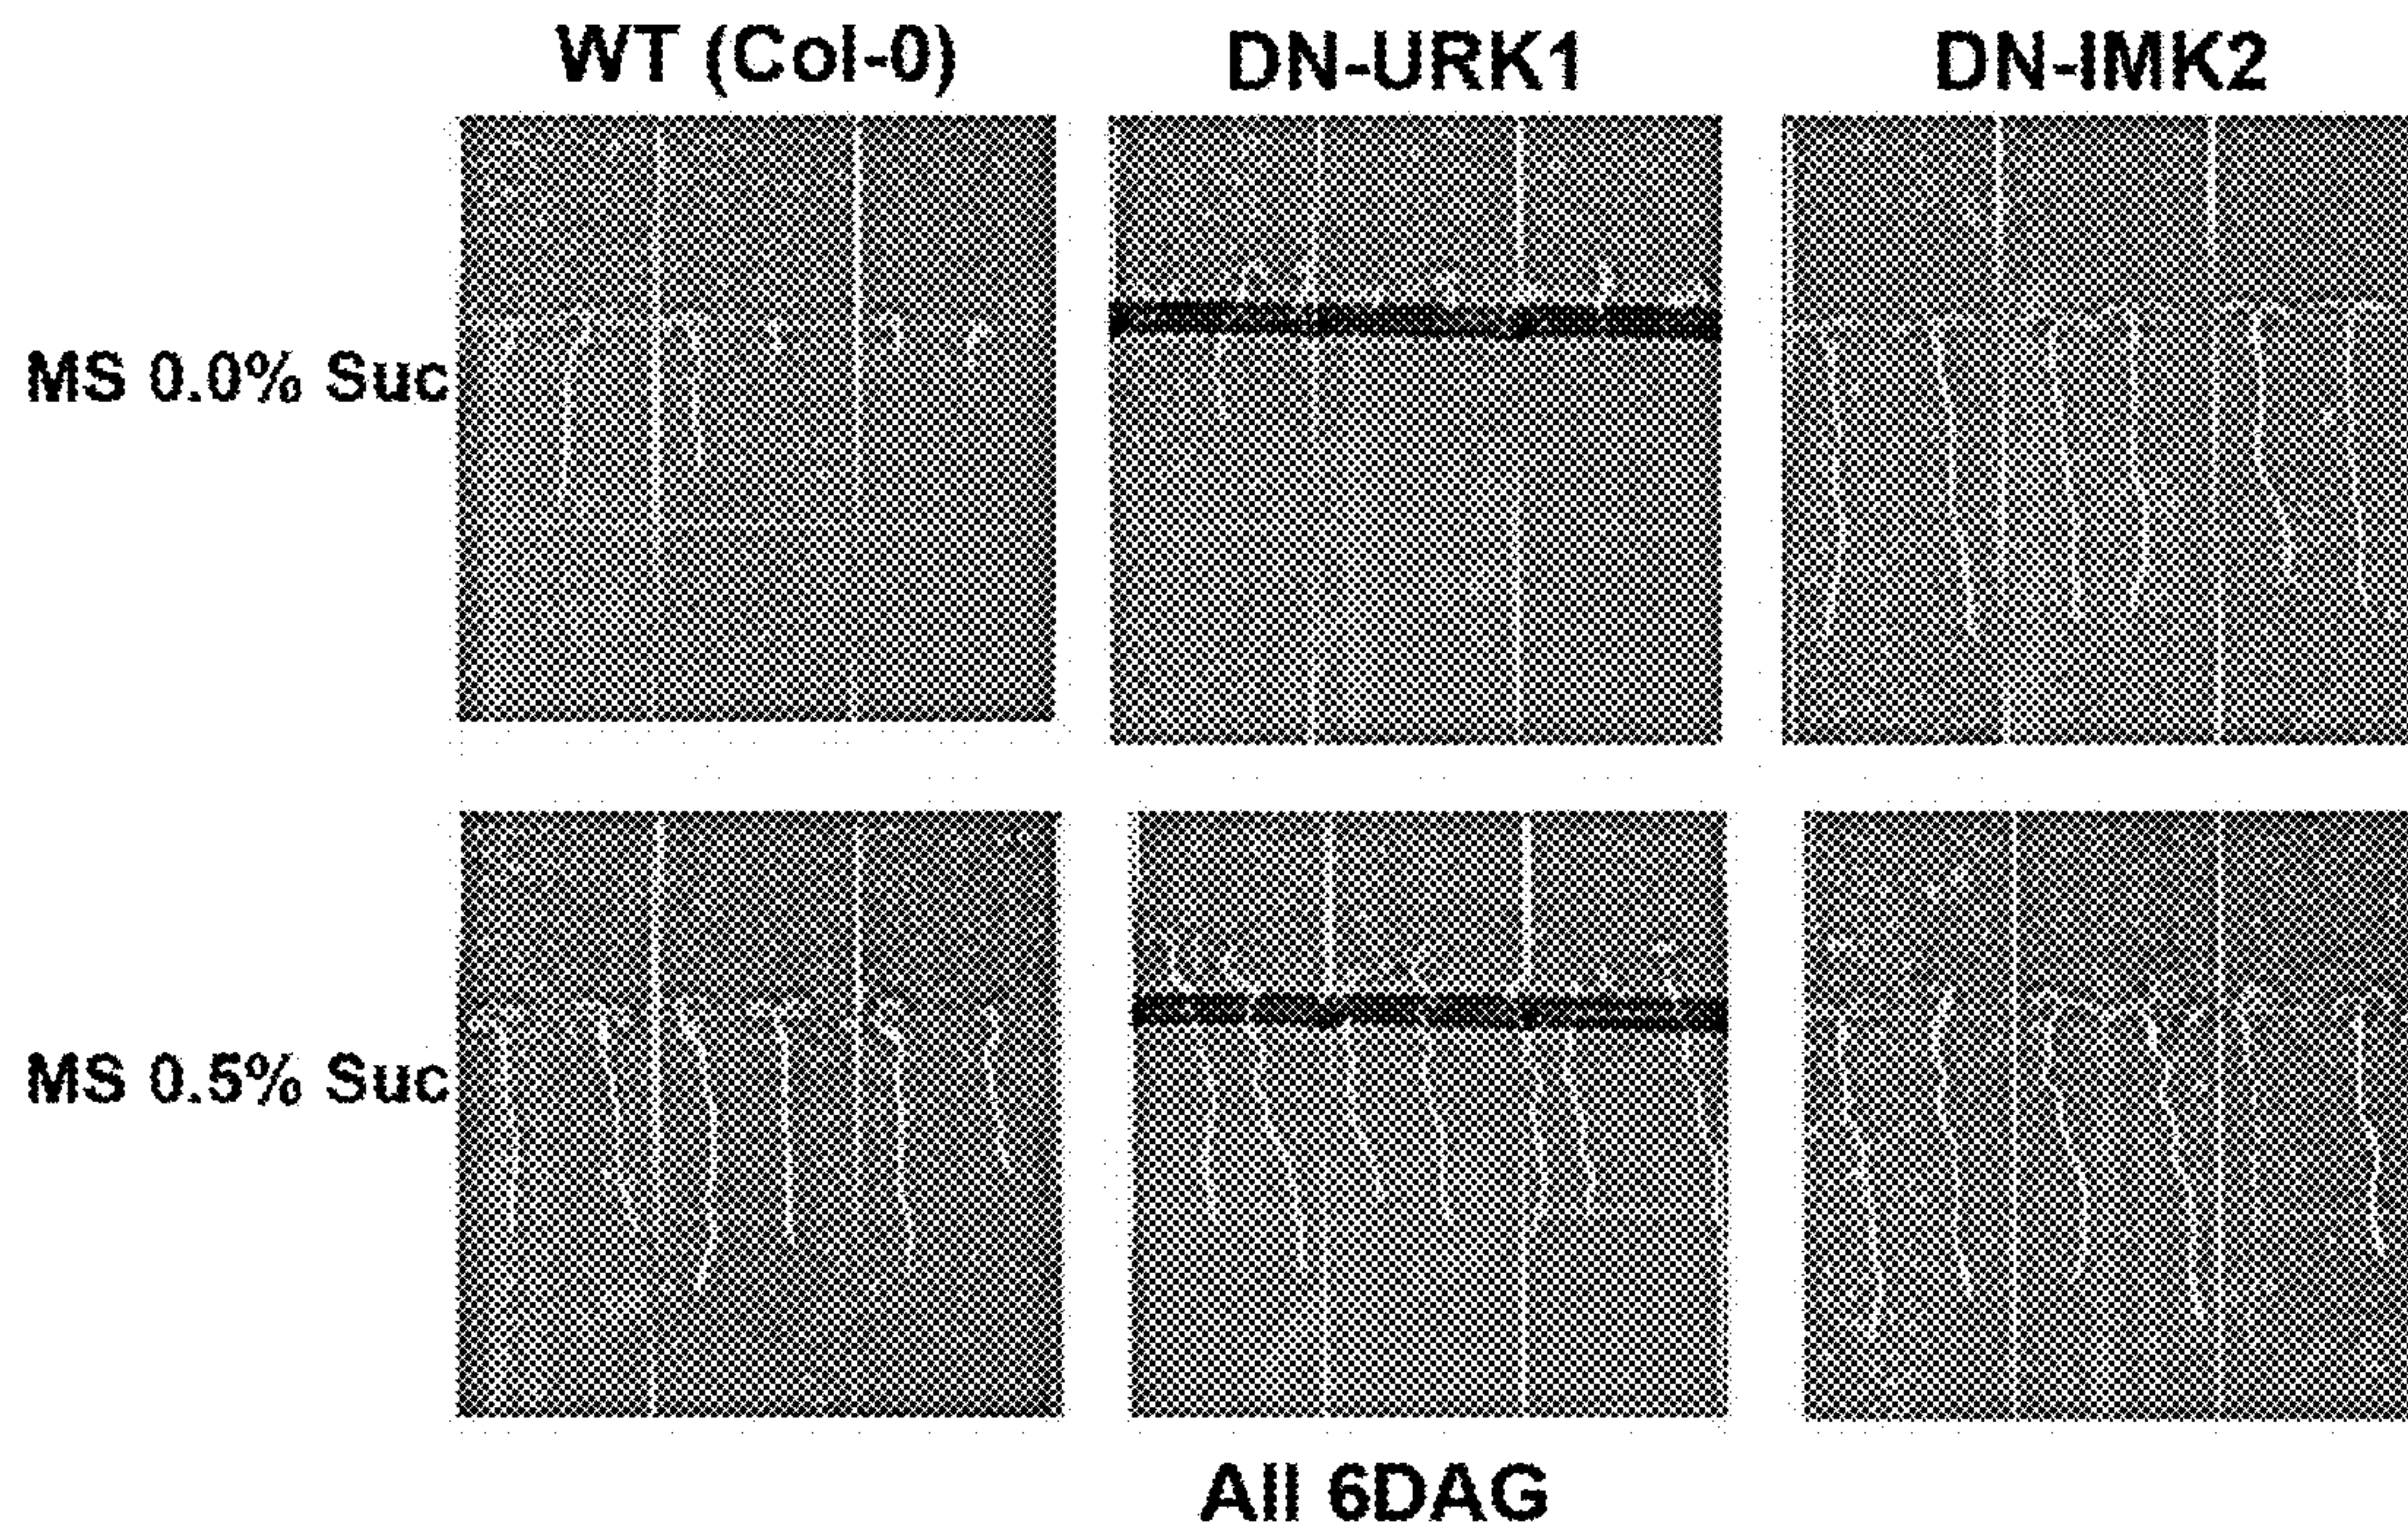 WT (Col-0) DN-URK1 DN-IMK2
MS 0.0% Suc
MS 0.5% Suc
All 6DAG